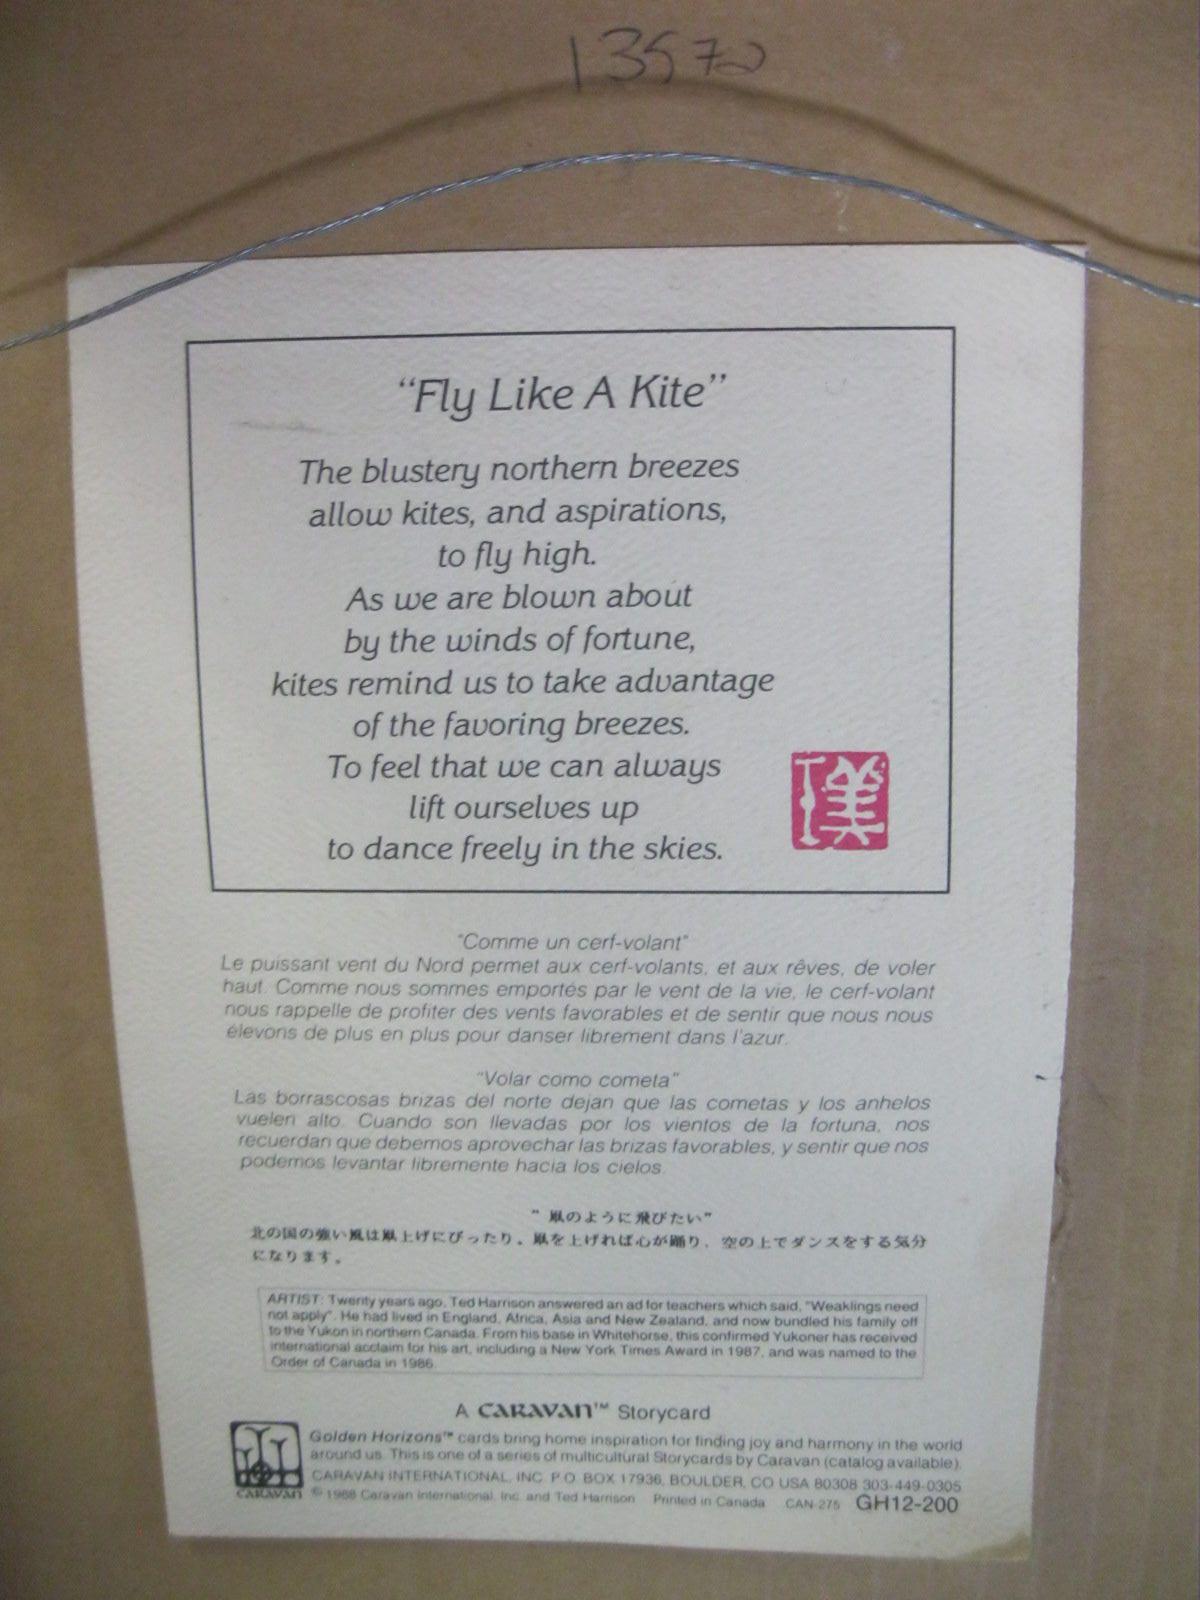 13572
"Fly Like A Kite"
The blustery northern breezes
allow kites, and aspirations,
to fly high.
As we are blown about
by the winds of fortune,
kites remind us to take advantage
of the favoring breezes.
To feel that we can always
lift ourselves up
to dance freely in the skies.
"Comme un cerf-volant"
Le puissant vent du Nord permet aux cerf-volants, et aux rêves, de voler
haut. Comme nous sommes emportés par le vent de la vie, le cerf-volant
nous rappelle de profiter des vents favorables et de sentir que nous nous
élevons de plus en plus pour danser librement dans l'azur.
"Volar como cometa"
Las borrascosas brizas del norte dejan que las cometas y los anhelos
vuelen alto. Cuando son llevadas por los vientos de la fortuna, nos
recuerdan que debemos aprovechar las brizas favorables, y sentir que nos
podemos levantar libremente hacia los cielos.
"凧のように飛びたい"
北の国の強い風は凧上げにぴったり。凧を上げれば心が踊り、空の上でダンスをする気分
になります。
ARTIST: Twenty years ago, Ted Harrison answered an ad for teachers which said, "Weaklings need
not apply". He had lived in England, Africa, Asia and New Zealand, and now bundled his family off
to the Yukon in northern Canada. From his base in Whitehorse, this confirmed Yukoner has received
international acclaim for his art, including a New York Times Award in 1987, and was named to the
Order of Canada in 1986.
A CARAVAN™ Storycard
Golden Horizons™ cards bring home inspiration for finding joy and harmony in the world
around us. This is one of a series of multicultural Storycards by Caravan (catalog available).
CARAVAN INTERNATIONAL, INC. P.O. BOX 17936, BOULDER, CO USA 80308 303-449-0305
CARAVAN © 1988 Caravan International, Inc. and Ted Harrison Printed in Canada CAN-275 GH12-200